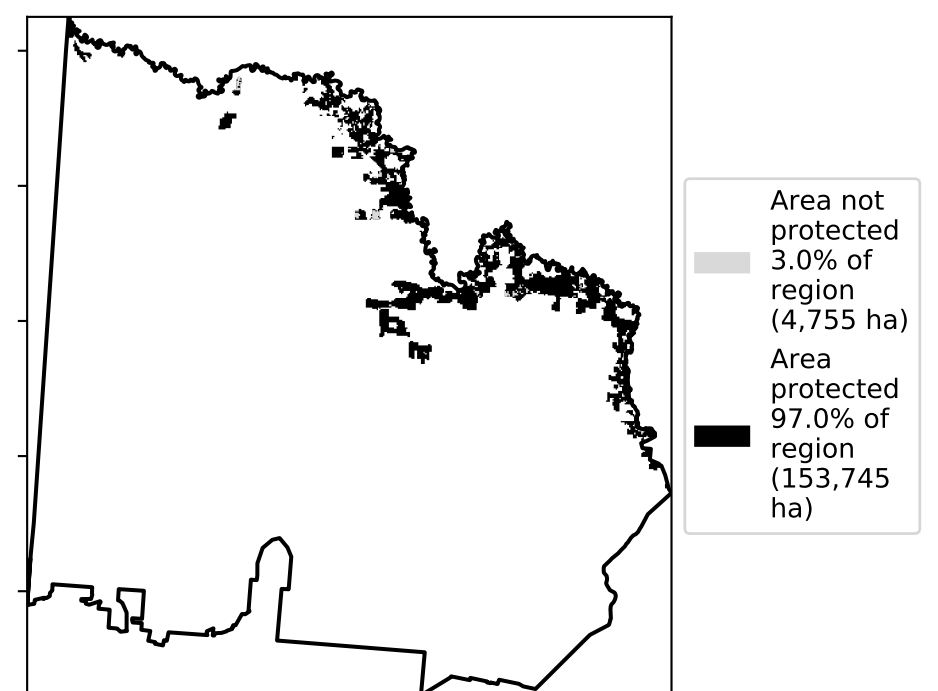 Area not
protected
3.0% of
region
(4,755 ha)
Area
protected
97.0% of
region
(153,745
ha)